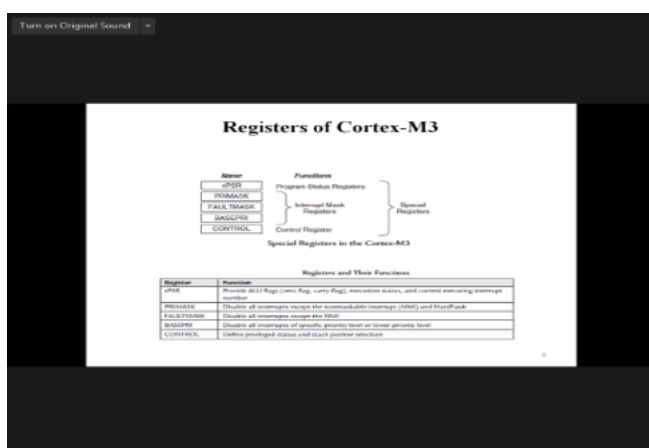 Turn on Original Sound
Registers of Cortex-M3
Name Functions
xPSR Program Status Registers
PRIMASK
FAULTMASK Interrupt Mask Registers Special Registers
BASEPRI
CONTROL Control Register
Special Registers in the Cortex-M3
Registers and Their Functions
Register Function
xPSR Provide ALU flags (zero flag, carry flag), execution status, and current executing interrupt
number
PRIMASK Disable all interrupts except the nonmaskable interrupt (NMI) and HardFault
FAULTMASK Disable all interrupts except the NMI
BASEPRI Disable all interrupts of specific priority level or lower priority level
CONTROL Define privileged status and stack pointer selection